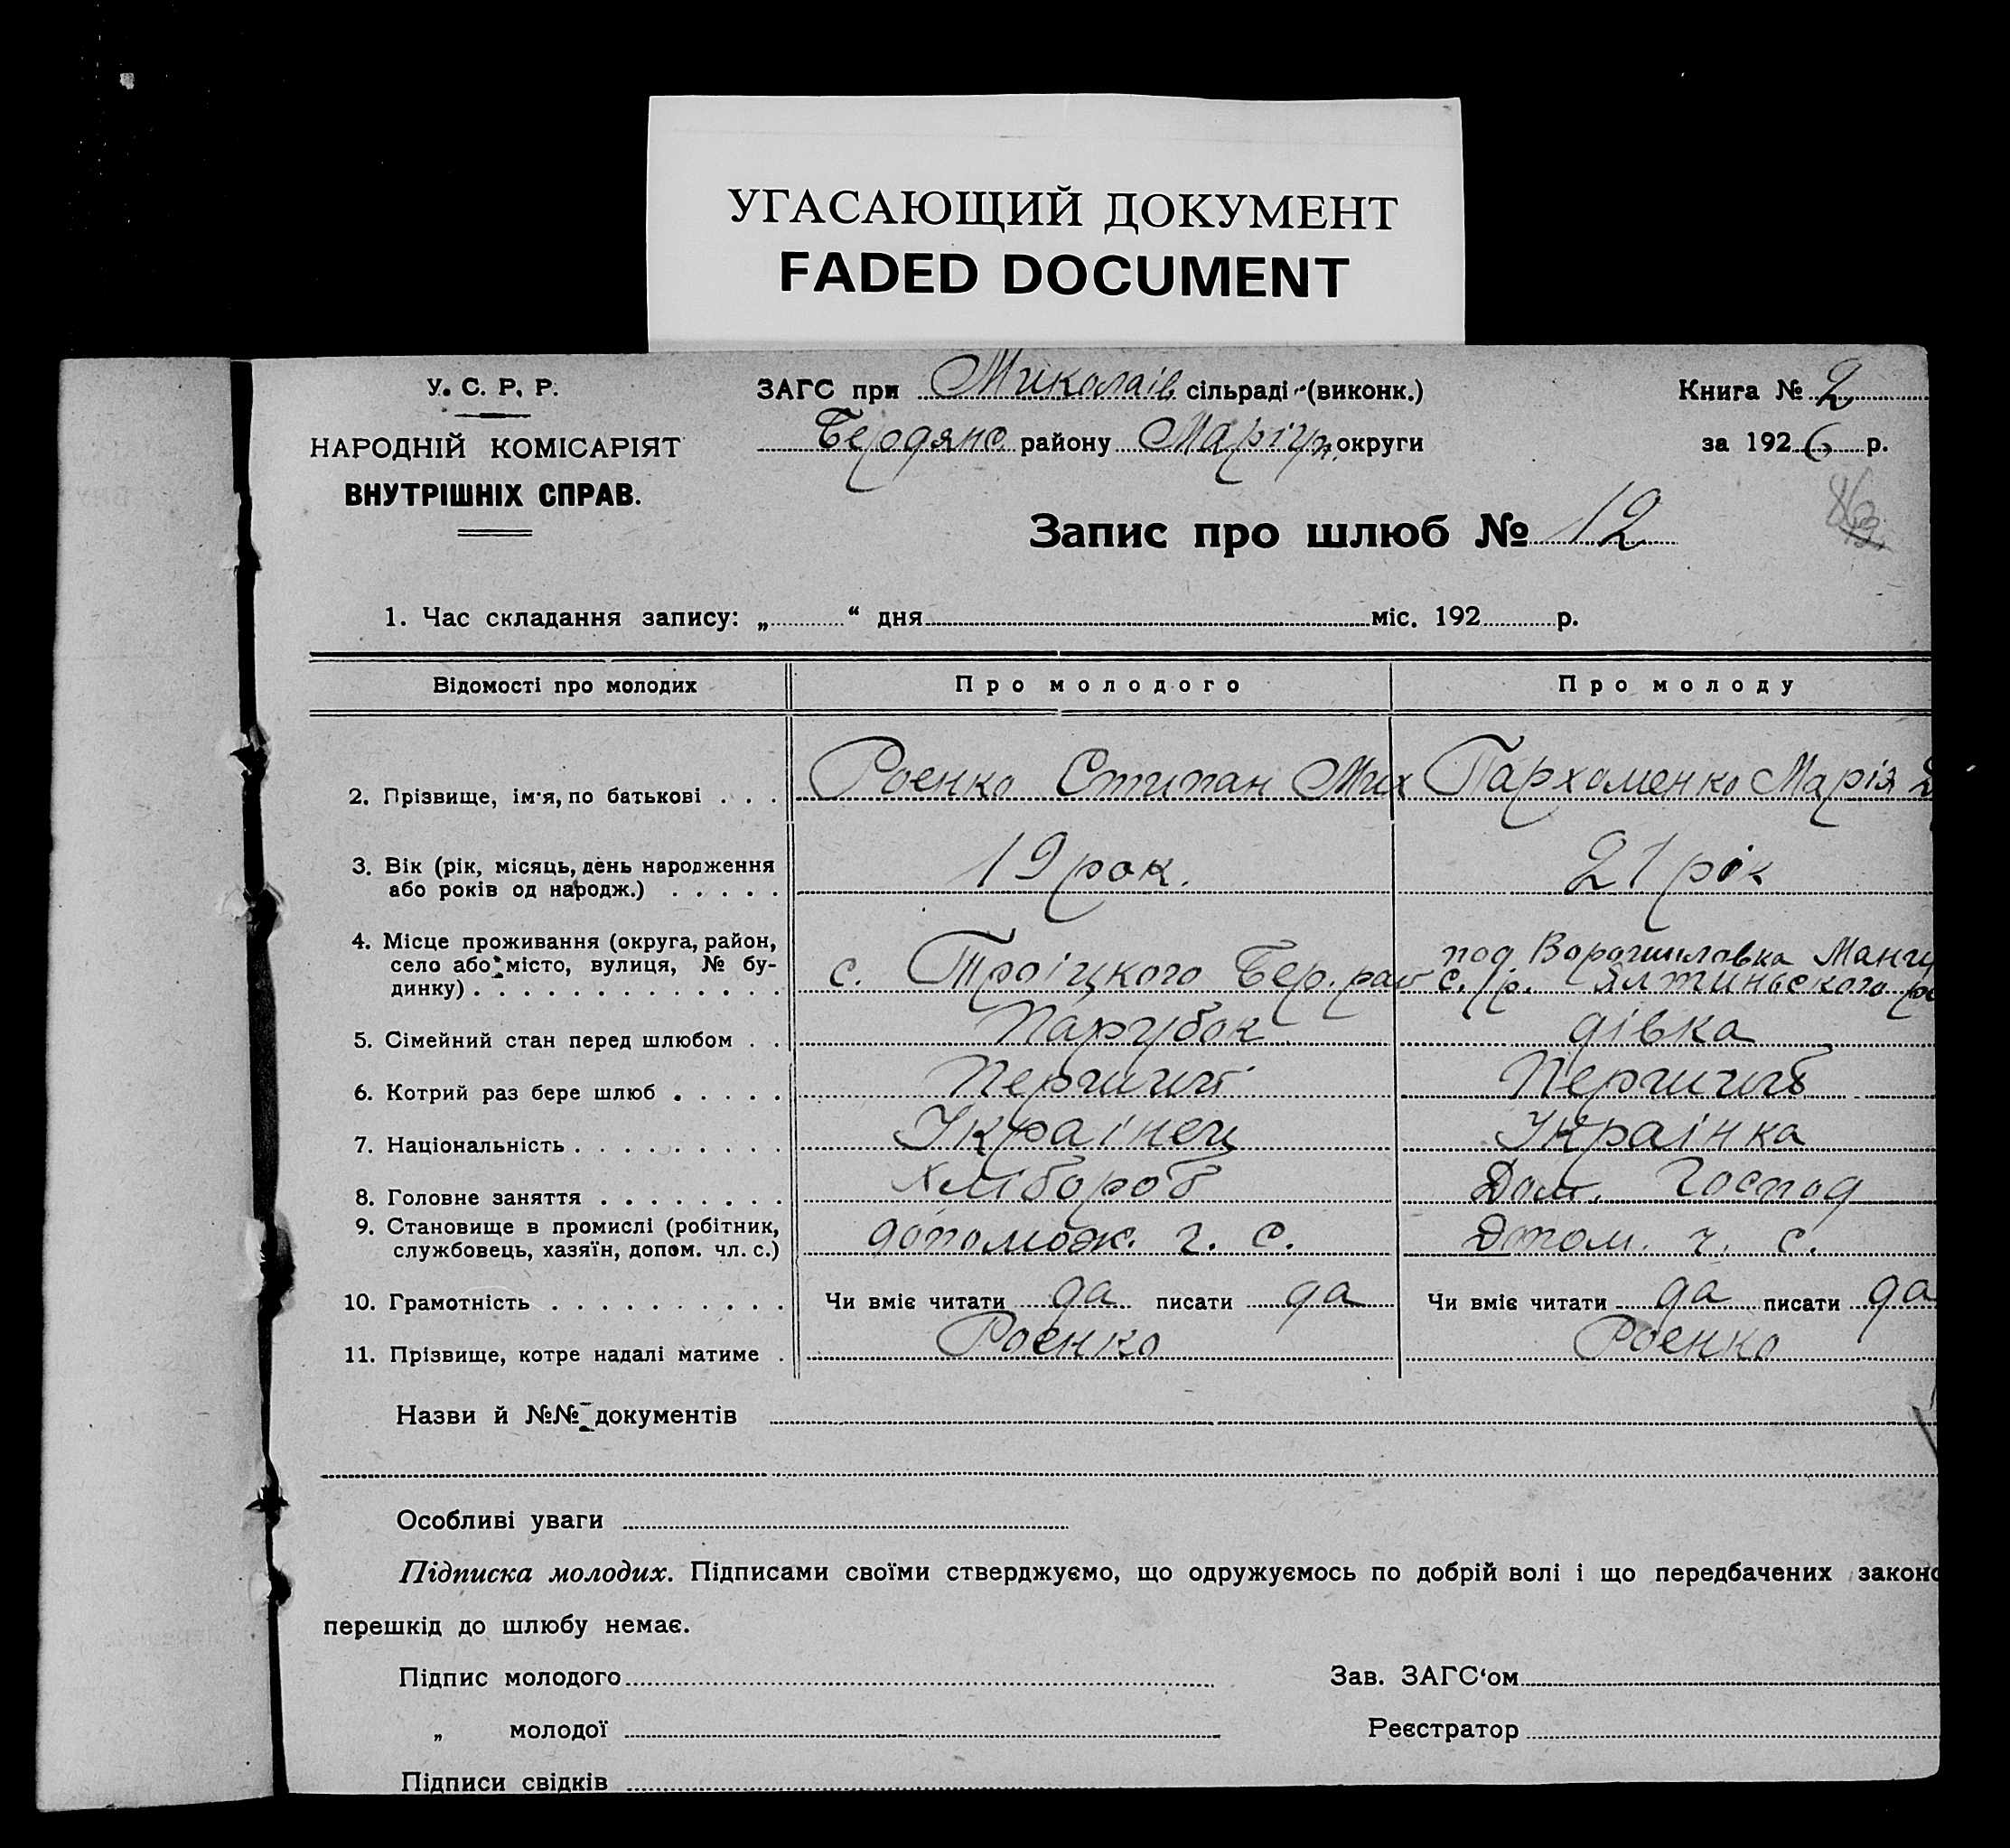 УГАСАЮЩИЙ ДОКУМЕНТ
FADED DOCUMENT
У. С. Р. Р.
НАРОДНІЙ КОМІСАРІЯТ
ВНУТРІШНІХ СПРАВ.
ЗАГС при Миколаів сільраді (виконк.)
Бердянс району Маріуп. округи
Книга № 2
за 1926 р.
Запис про шлюб № 12
1. Час складання запису: „ “ дня міс. 192 р.
Відомості про молодих Про молодого Про молоду
2. Прізвище, ім'я, по батькові . . . Роенко Стипан Мих Пархоменко Марія
3. Вік (рік, місяць, день народження
або років од народж.) . . . . . 19 рок. 21 рік
4. Місце проживання (округа, район,
село або місто, вулиця, № бу-
динку) . . . . . . . . . . . . . с. Троіцкого Бер. рай под Ворошиловка Манг
с. р. Ялтинського р
5. Сімейний стан перед шлюбом . . Парубок дівка
6. Котрий раз бере шлюб . . . . . Перший Перший
7. Національність . . . . . . . . . Украінец Украінка
8. Головне заняття . . . . . . . . Хлібороб Дом. Господ
9. Становище в промислі (робітник,
службовець, хазяїн, допом. чл. с.) допомож. г. с. Допом. ч. с.
10. Грамотність . . . . . . . . . . Чи вміє читати да писати да Чи вміє читати да писати да
11. Прізвище, котре надалі матиме . Роенко Роенко
Назви й №№ документів
Особливі уваги
Підписка молодих. Підписами своїми стверджуємо, що одружуємось по добрій волі і що передбачених законо
перешкід до шлюбу немає.
Підпис молодого Зав. ЗАГС‘ом
„ молодої Реєстратор
Підписи свідків